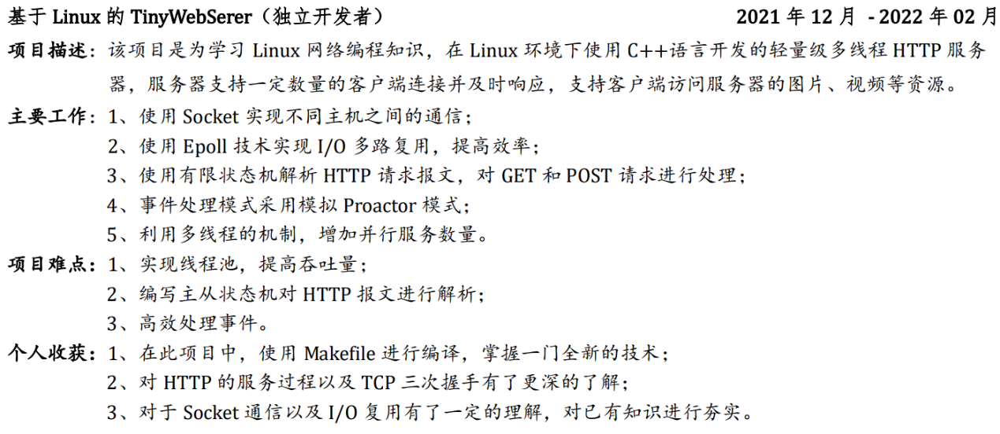 基于 Linux 的 TinyWebSerer（独立开发者） 2021 年 12 月 - 2022 年 02 月
项目描述：该项目是为学习 Linux 网络编程知识，在 Linux 环境下使用 C++语言开发的轻量级多线程 HTTP 服务
器，服务器支持一定数量的客户端连接并及时响应，支持客户端访问服务器的图片、视频等资源。
主要工作：1、使用 Socket 实现不同主机之间的通信；
2、使用 Epoll 技术实现 I/O 多路复用，提高效率；
3、使用有限状态机解析 HTTP 请求报文，对 GET 和 POST 请求进行处理；
4、事件处理模式采用模拟 Proactor 模式；
5、利用多线程的机制，增加并行服务数量。
项目难点：1、实现线程池，提高吞吐量；
2、编写主从状态机对 HTTP 报文进行解析；
3、高效处理事件。
个人收获：1、在此项目中，使用 Makefile 进行编译，掌握一门全新的技术；
2、对 HTTP 的服务过程以及 TCP 三次握手有了更深的了解；
3、对于 Socket 通信以及 I/O 复用有了一定的理解，对已有知识进行夯实。